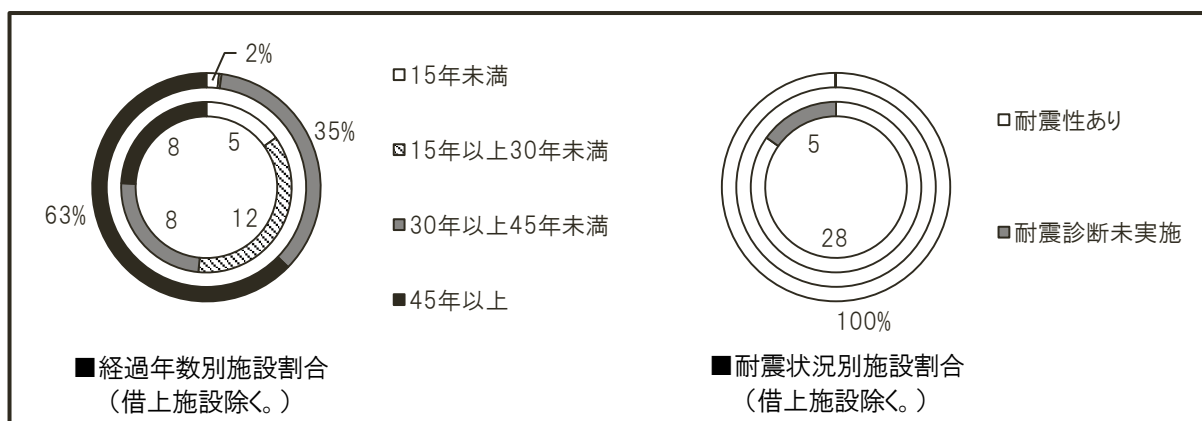 2%
35%
63%
8
5
8
12
□15年未満
15年以上30年未満
■30年以上45年未満
■45年以上
■経過年数別施設割合
（借上施設除く。）
5
28
100%
□耐震性あり
■耐震診断未実施
■耐震状況別施設割合
（借上施設除く。）